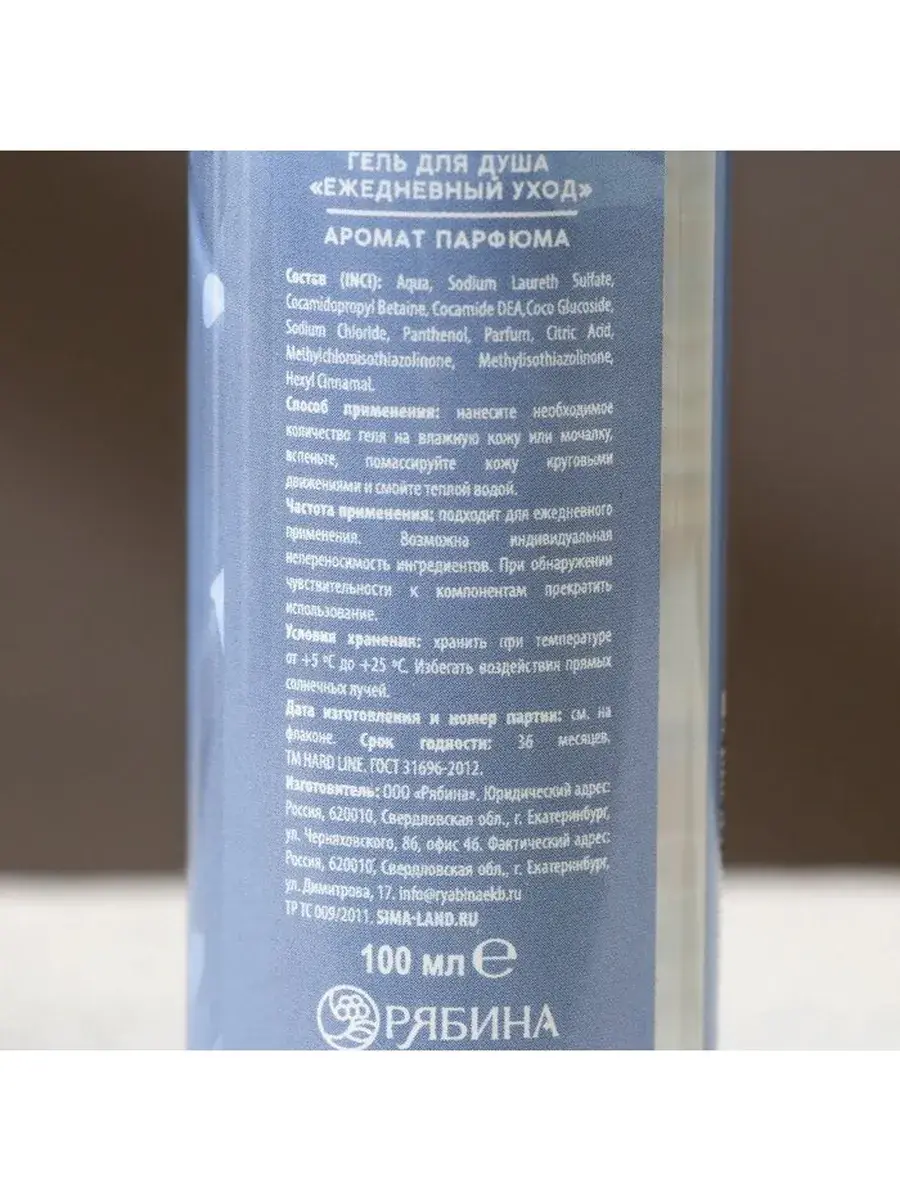 ГЕЛЬ ДЛЯ ДУША
«ЕЖЕДНЕВНЫЙ УХОД»
АРОМАТ ПАРФЮМА
Состав (INCI): Aqua, Sodium Laureth Sulfate,
Cocamidopropyl Betaine, Cocamide DEA,Coco Glucoside,
Sodium Chloride, Panthenol, Parfum, Citric Acid,
Methylchloroisothiazolinone, Methylisothiazolinone,
Hexyl Cinnamal.
Способ применения: нанесите необходимое
количество геля на влажную кожу или мочалку,
вспеньте, помассируйте кожу круговыми
движениями и смойте теплой водой.
Частота применения: подходит для ежедневного
применения. Возможна индивидуальная
непереносимость ингредиентов. При обнаружении
чувствительности к компонентам прекратить
использование.
Условия хранения: хранить при температуре
от +5 °С до +25 °С. Избегать воздействия прямых
солнечных лучей.
Дата изготовления и номер партии: см. на
флаконе. Срок годности: 36 месяцев.
TM HARD LINE. ГОСТ 31696-2012.
Изготовитель: ООО «Рябина». Юридический адрес:
Россия, 620010, Свердловская обл., г. Екатеринбург,
ул. Черняховского, 86, офис 46. Фактический адрес:
Россия, 620010, Свердловская обл., г. Екатеринбург,
ул. Димитрова, 17. info@ryabinaekb.ru
ТР ТС 009/2011. SIMA-LAND.RU
100 мл ℮
РЯБИНА